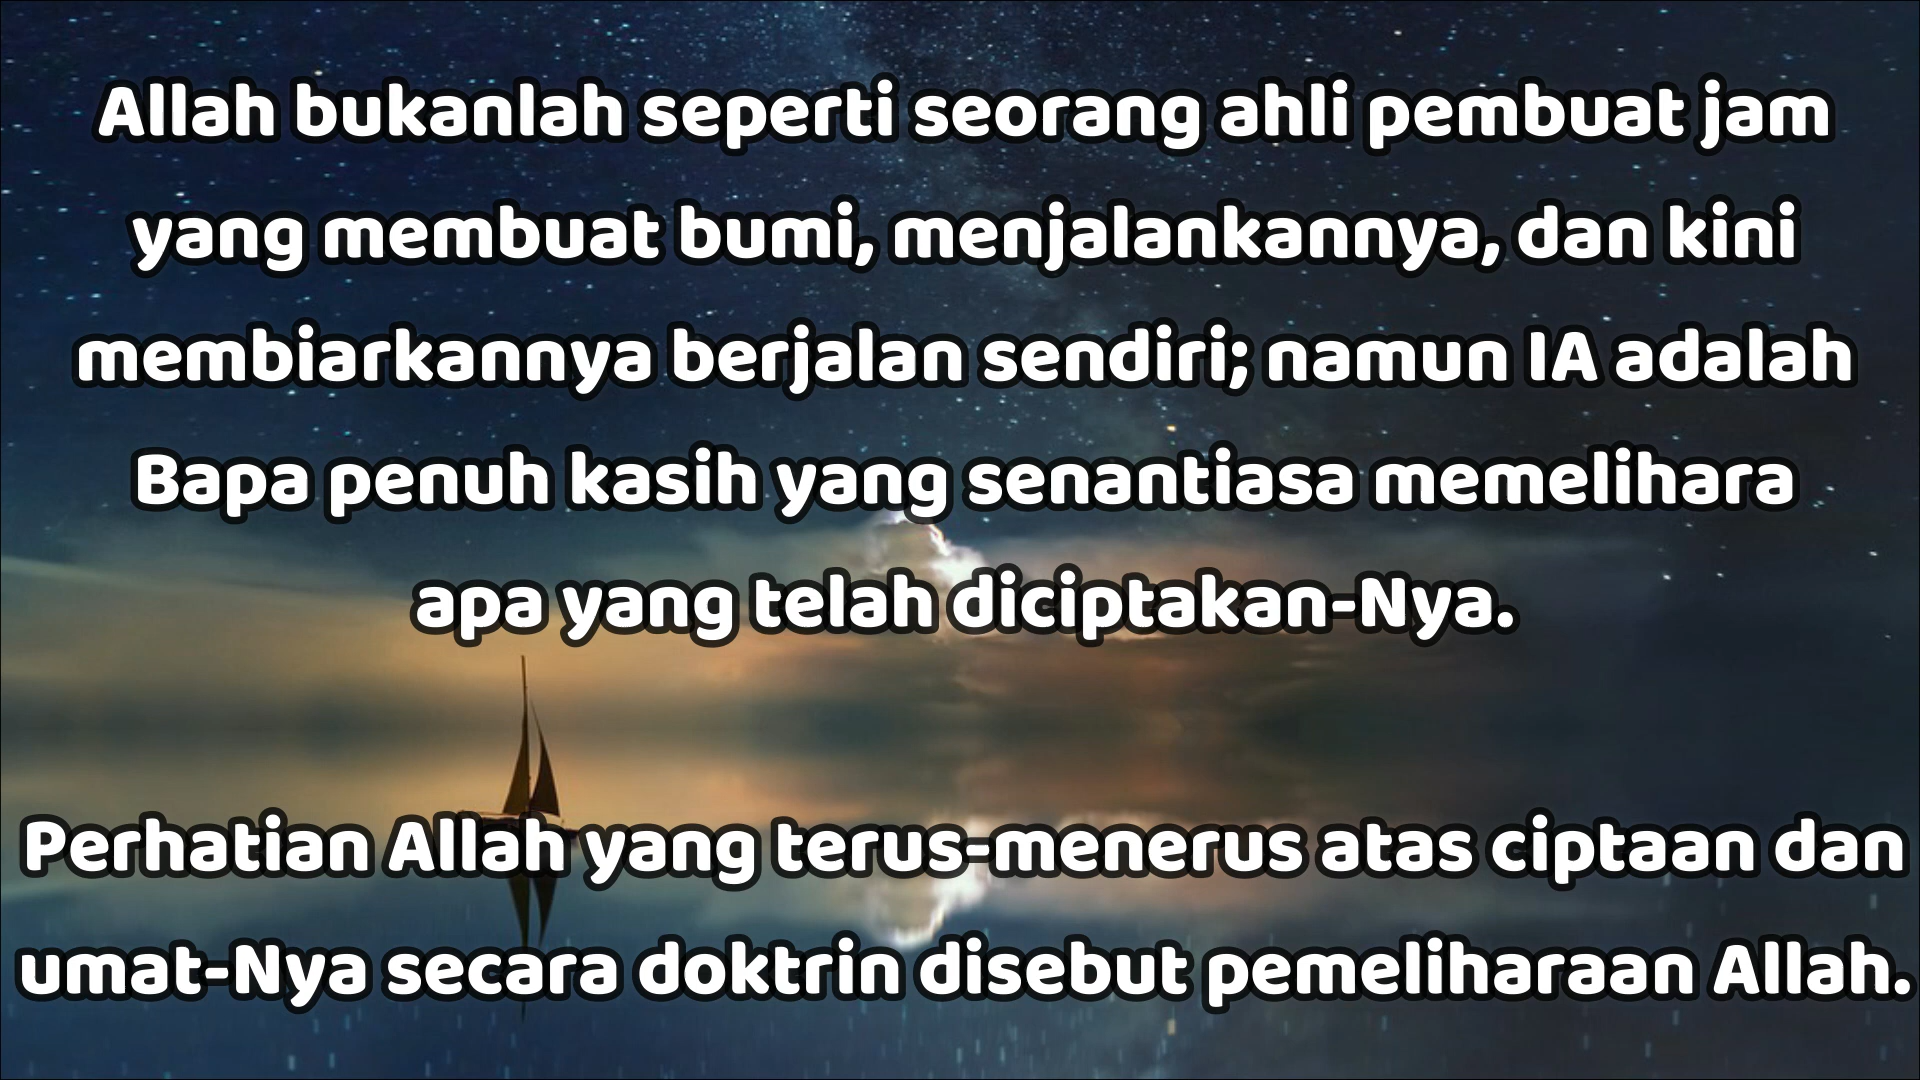 Allah bukanlah seperti seorang ahli pembuat jam
yang membuat bumi, menjalankannya, dan kini
membiarkannya berjalan sendiri; namun IA adalah
Bapa penuh kasih yang senantiasa memelihara
apa yang telah diciptakan-Nya.
Perhatian Allah yang terus-menerus atas ciptaan dan
umat-Nya secara doktrin disebut pemeliharaan Allah.